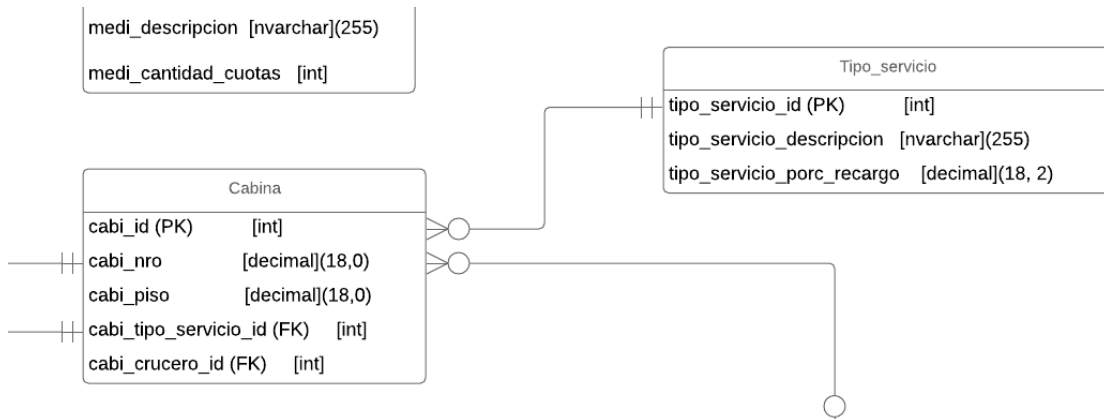 medi_descripcion [nvarchar](255)
medi_cantidad_cuotas [int]
Tipo_servicio
tipo_servicio_id (PK) [int]
tipo_servicio_descripcion [nvarchar](255)
tipo_servicio_porc_recargo [decimal](18, 2)
Cabina
cabi_id (PK) [int]
cabi_nro [decimal](18,0)
cabi_piso [decimal](18,0)
cabi_tipo_servicio_id (FK) [int]
cabi_crucero_id (FK) [int]